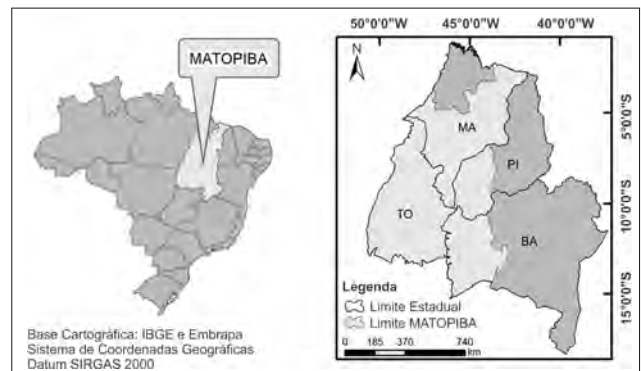 MATOPIBA
Base Cartográfica: IBGE e Embrapa
Sistema de Coordenadas Geográficas
Datum SIRGAS 2000
50°0'0"W 45°0'0"W 40°0'0"W
N
5°0'0"S
10°0'0"S
15°0'0"S
MA
PI
TO
BA
Legenda
Limite Estadual
Limite MATOPIBA
0 185 370 740
km